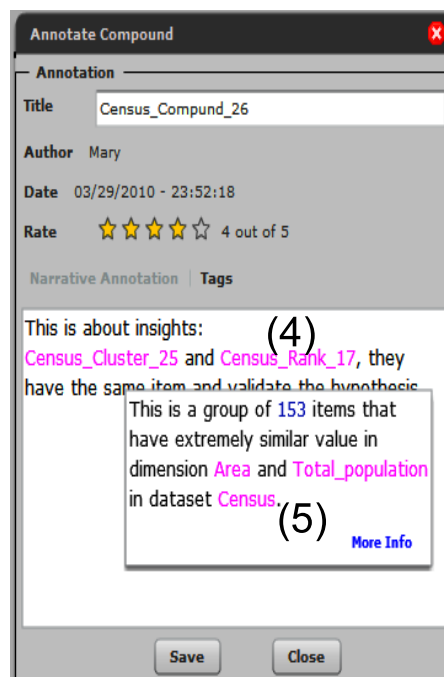 Annotate Compound
Annotation
Title Census_Compund_26
Author Mary
Date 03/29/2010 - 23:52:18
Rate 4 out of 5
Narrative Annotation | Tags
This is about insights:
(4)
Census_Cluster_25 and Census_Rank_17, they
have the same item and validate the hypothesis
This is a group of 153 items that
have extremely similar value in
dimension Area and Total_population
in dataset Census.
(5)
More Info
Save Close